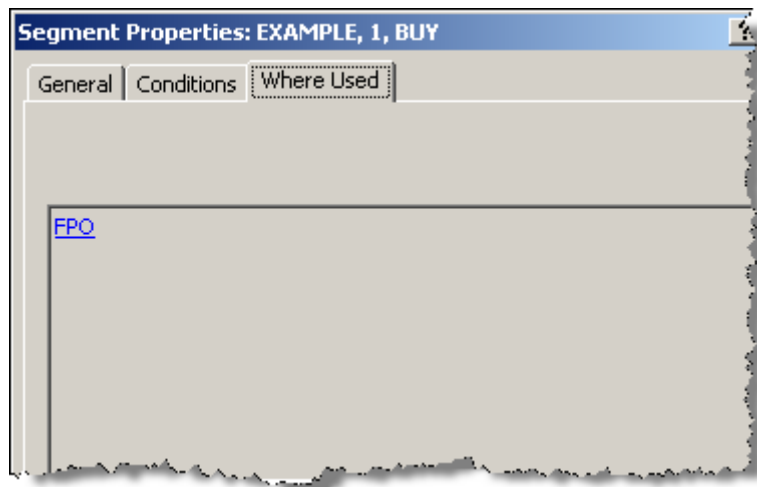 Segment Properties: EXAMPLE, 1, BUY
General Conditions Where Used
FPO